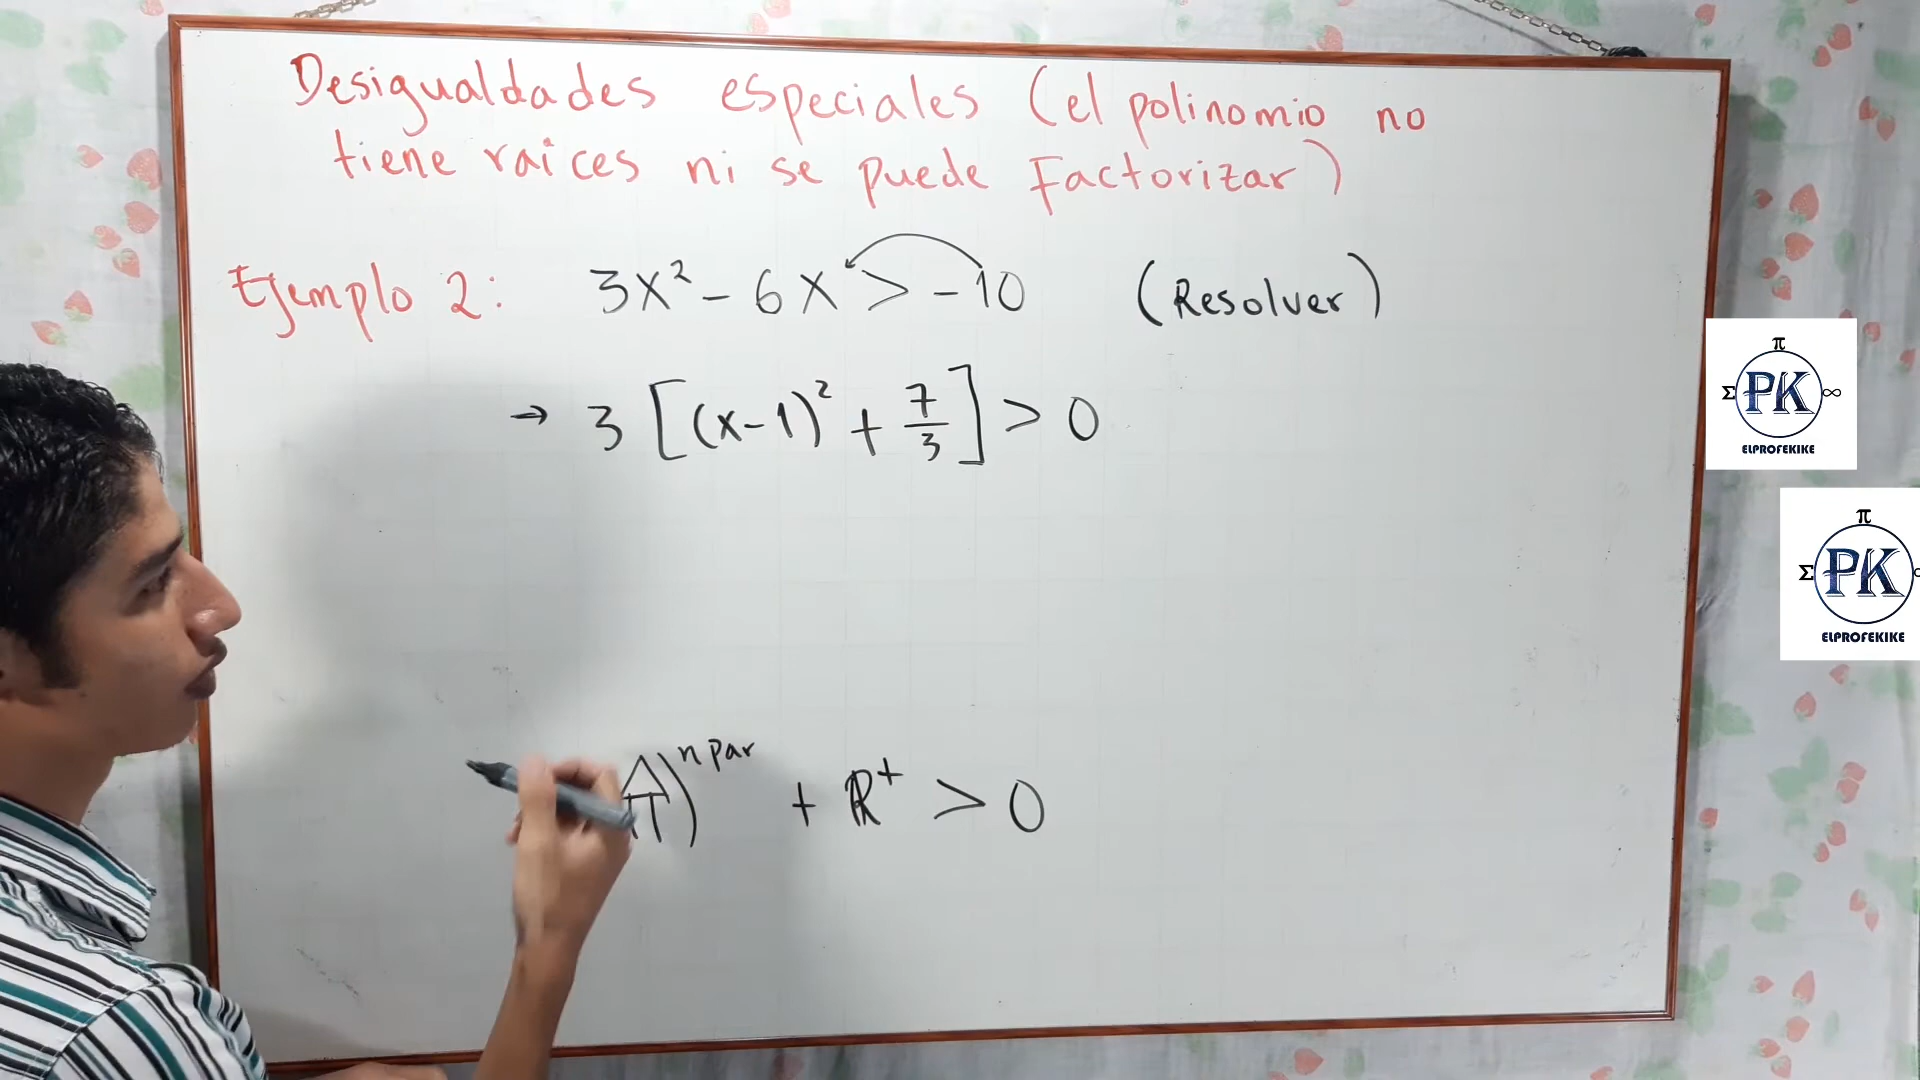 Desigualdades especiales (el polinomio no
tiene raíces ni se puede Factorizar)
Ejemplo 2: 3x² - 6x > -10 (Resolver)
→ 3 [(x-1)² + 7/3] > 0
)ⁿ ᵖᵃʳ + ℝ⁺ > 0
π
Σ PK ∞
ELPROFEKIKE
π
Σ PK
ELPROFEKIKE